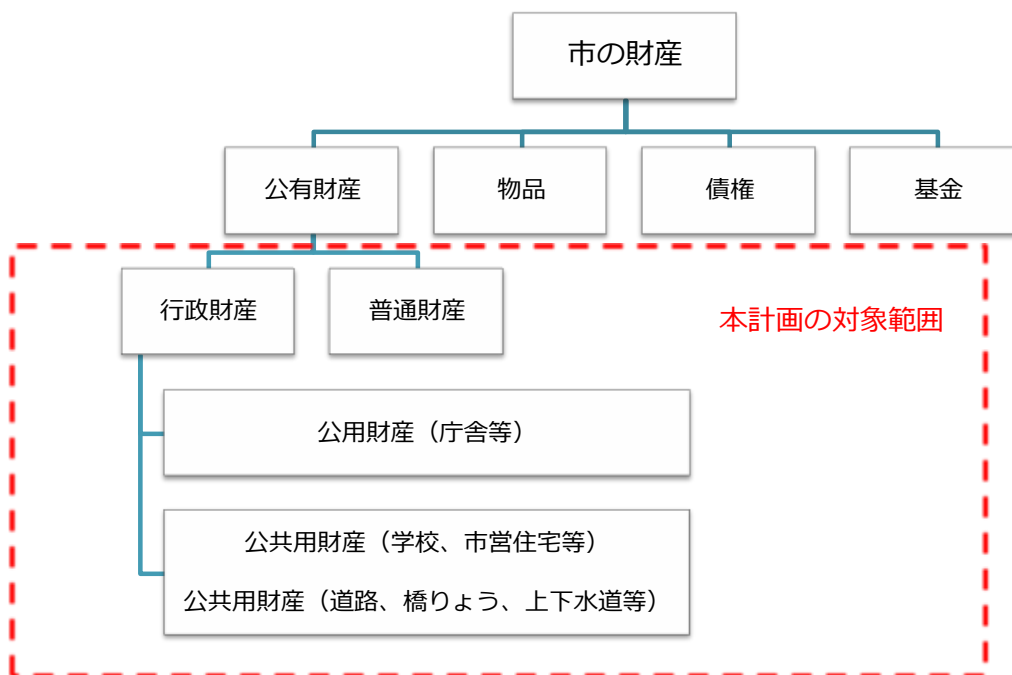 市の財産
公有財産
物品
債権
基金
行政財産
普通財産
本計画の対象範囲
公用財産（庁舎等）
公共用財産（学校、市営住宅等）
公共用財産（道路、橋りょう、上下水道等）